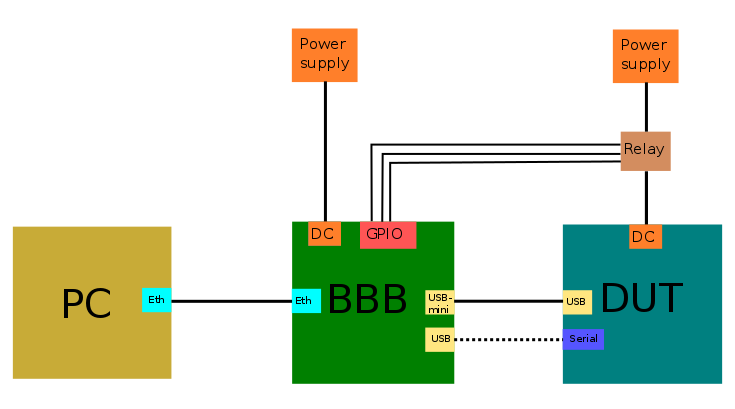 Power
supply
Power
supply
Relay
DC
GPIO
DC
PC
Eth
Eth
BBB
USB-
mini
USB
DUT
USB
Serial